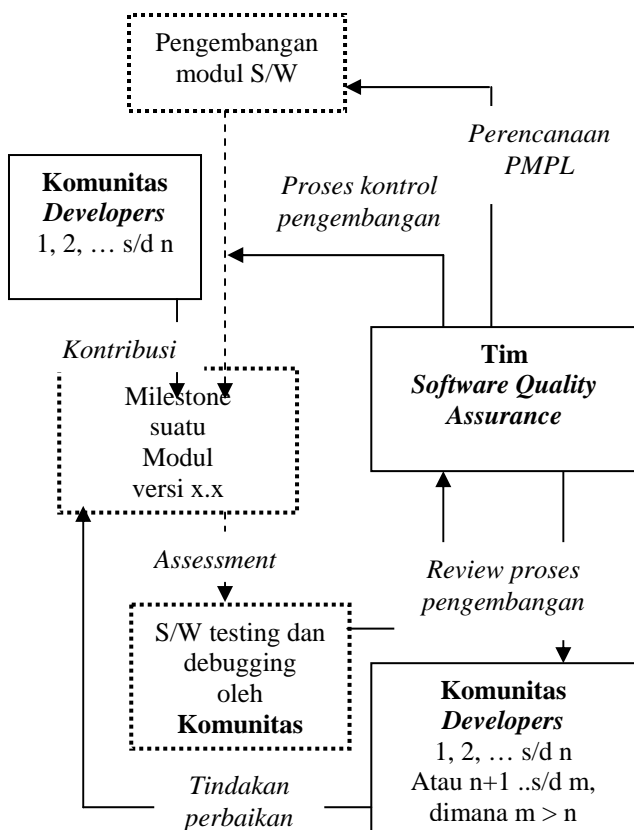 Pengembangan
modul S/W
Perencanaan
PMPL
Komunitas
Developers
1, 2, … s/d n
Proses kontrol
pengembangan
Kontribusi
Tim
Software Quality
Assurance
Milestone
suatu
Modul
versi x.x
Assessment
Review proses
pengembangan
S/W testing dan
debugging
oleh
Komunitas
Komunitas
Developers
1, 2, … s/d n
Atau n+1 ..s/d m,
dimana m > n
Tindakan
perbaikan